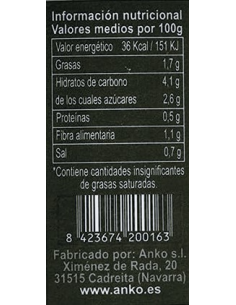 Información nutricional
Valores medios por 100g
Valor energético 36 Kcal / 151 KJ
Grasas 1,7 g
Hidratos de carbono 4,1 g
de los cuales azúcares 2,6 g
Proteínas 0,5 g
Fibra alimentaria 1,1 g
Sal 0,7 g
*Contiene cantidades insignificantes
de grasas saturadas.
8 423674 200163
Fabricado por: Anko s.l.
Ximénez de Rada, 20
31515 Cadreita (Navarra)
www.anko.es